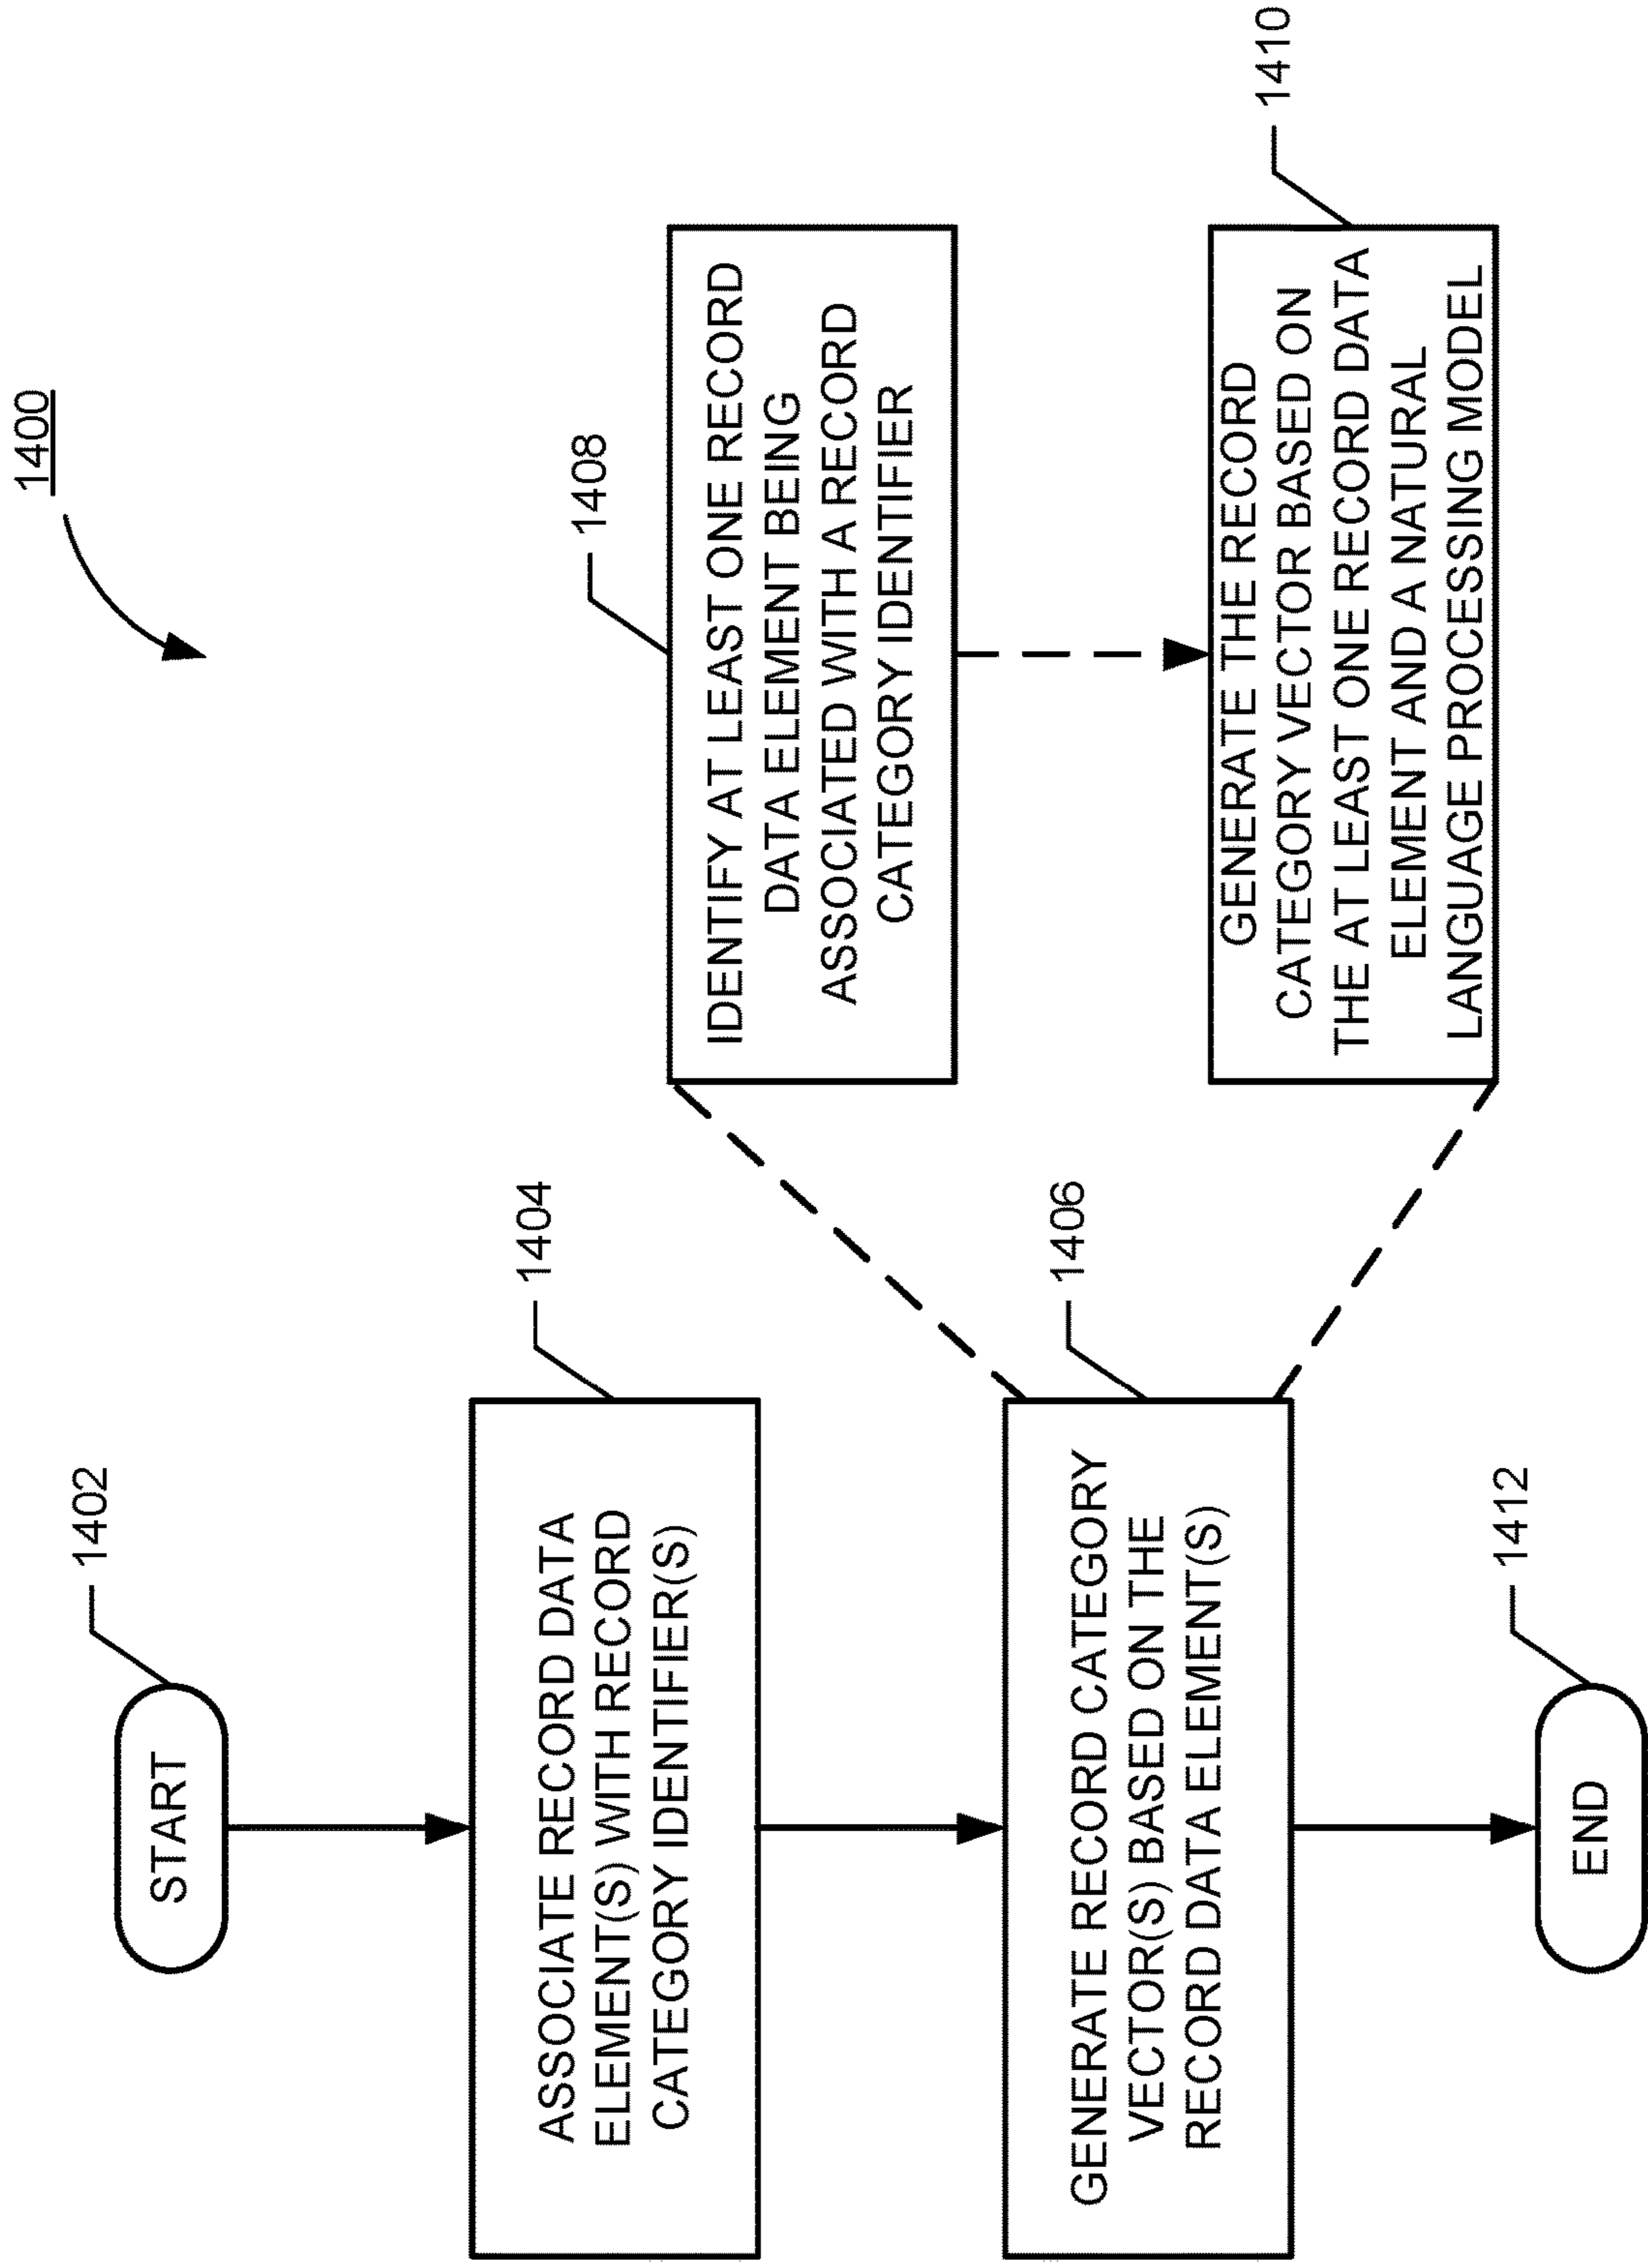 1400
1402
START
1404
ASSOCIATE RECORD DATA
ELEMENT(S) WITH RECORD
CATEGORY IDENTIFIER(S)
1406
GENERATE RECORD CATEGORY
VECTOR(S) BASED ON THE
RECORD DATA ELEMENT(S)
1408
IDENTIFY AT LEAST ONE RECORD
DATA ELEMENT BEING
ASSOCIATED WITH A RECORD
CATEGORY IDENTIFIER
1410
GENERATE THE RECORD
CATEGORY VECTOR BASED ON
THE AT LEAST ONE RECORD DATA
ELEMENT AND A NATURAL
LANGUAGE PROCESSING MODEL
1412
END